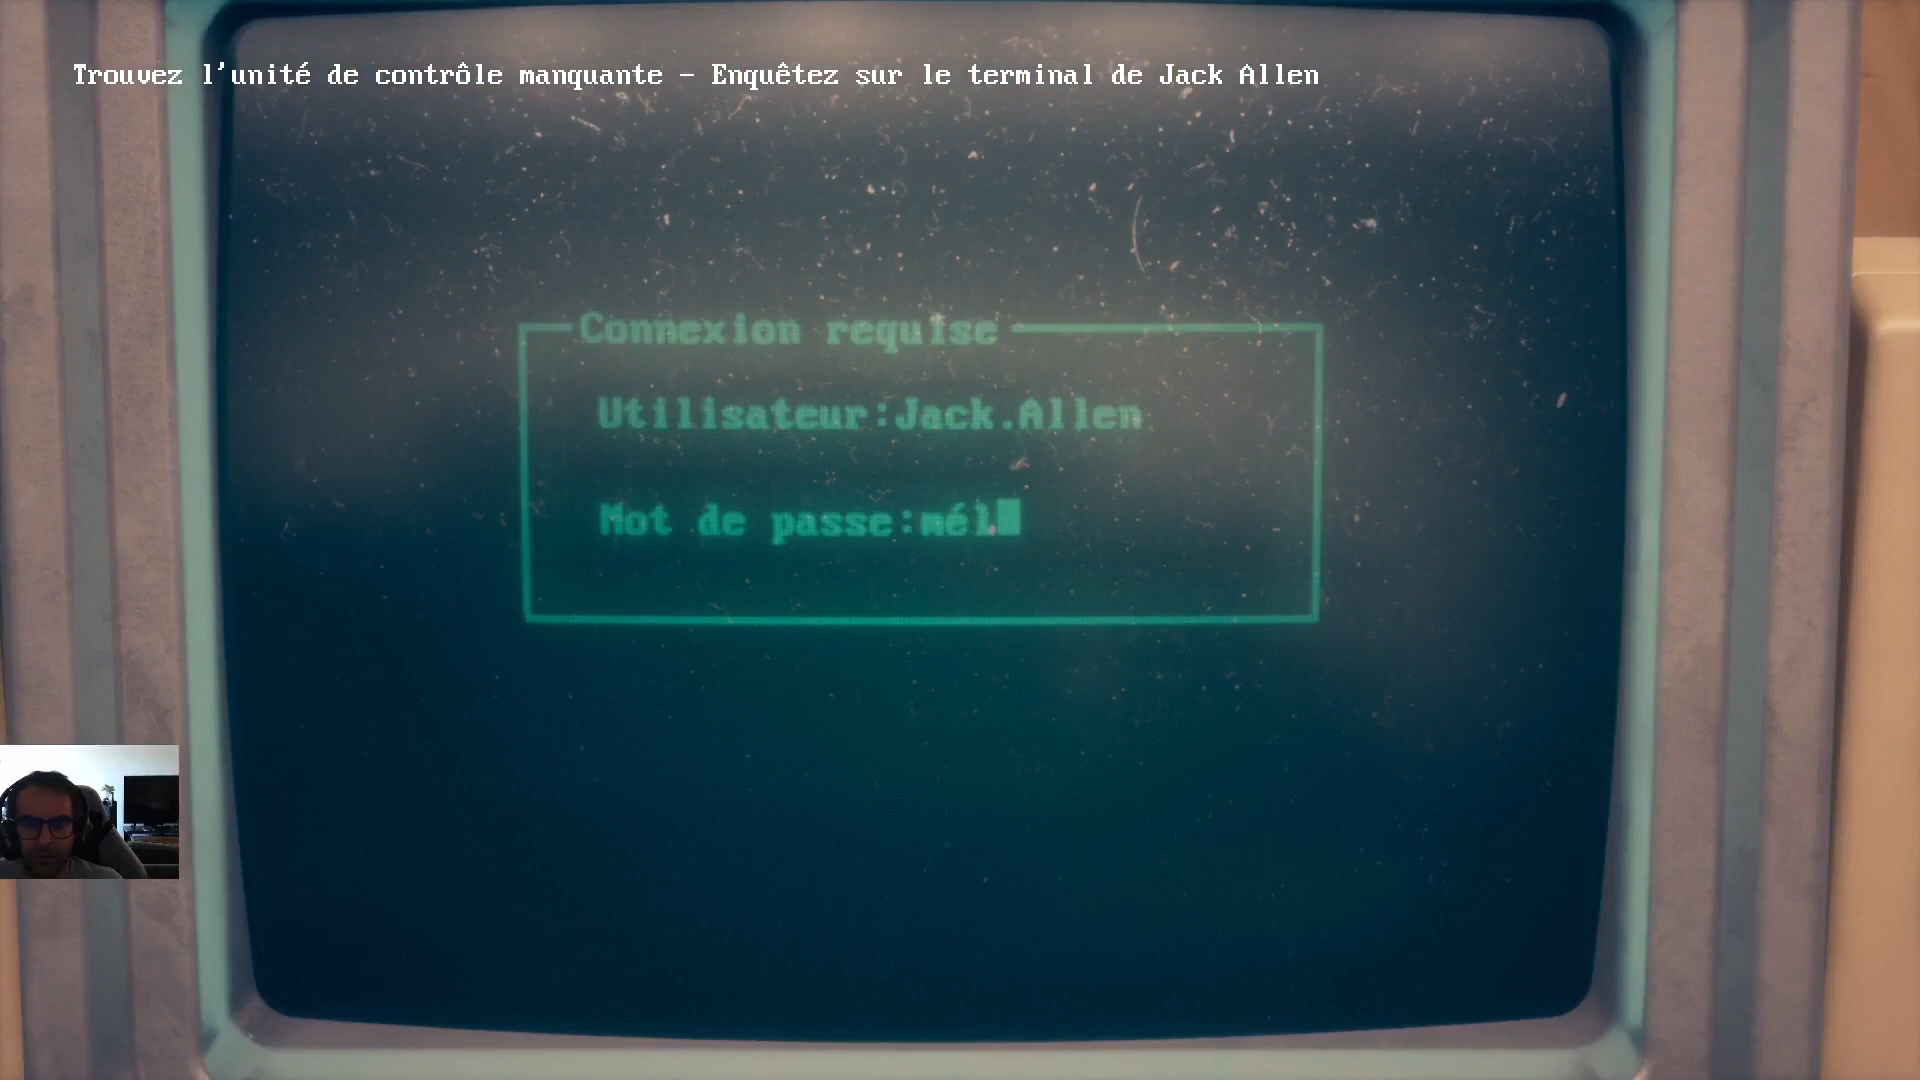 Trouvez l'unité de contrôle manquante - Enquêtez sur le terminal de Jack Allen
Connexion requise
Utilisateur:Jack.Allen
Mot de passe:mél